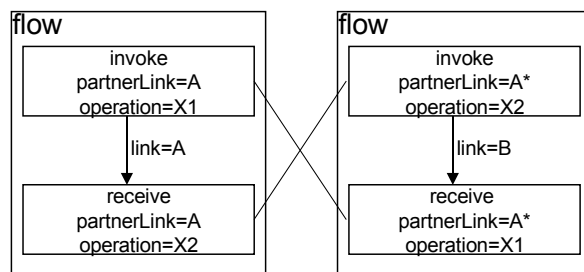 flow
invoke
partnerLink=A
operation=X1
link=A
receive
partnerLink=A
operation=X2
flow
invoke
partnerLink=A*
operation=X2
link=B
receive
partnerLink=A*
operation=X1